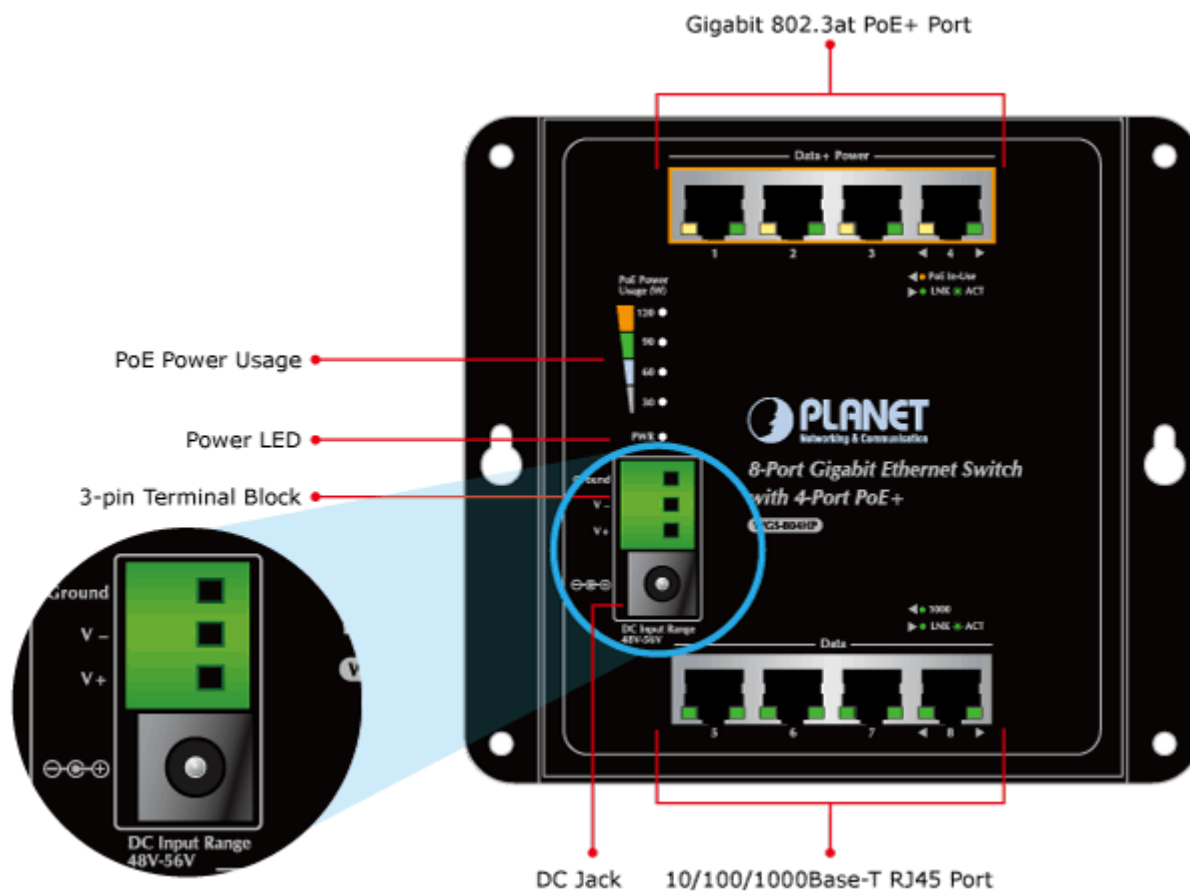 Gigabit 802.3at PoE+ Port
Data+ Power
1 2 3 4
PoE In-Use
LNK ACT
PoE Power
Usage (W)
120
90
60
30
PWR
PoE Power Usage
Power LED
3-pin Terminal Block
PLANET
Networking & Communication
8-Port Gigabit Ethernet Switch
with 4-Port PoE+
WGS-804HP
Ground
V -
V +
DC Input Range
48V-56V
1000
LNK ACT
Data
5 6 7 8
Ground
V -
V +
DC Input Range
48V-56V
DC Jack
10/100/1000Base-T RJ45 Port